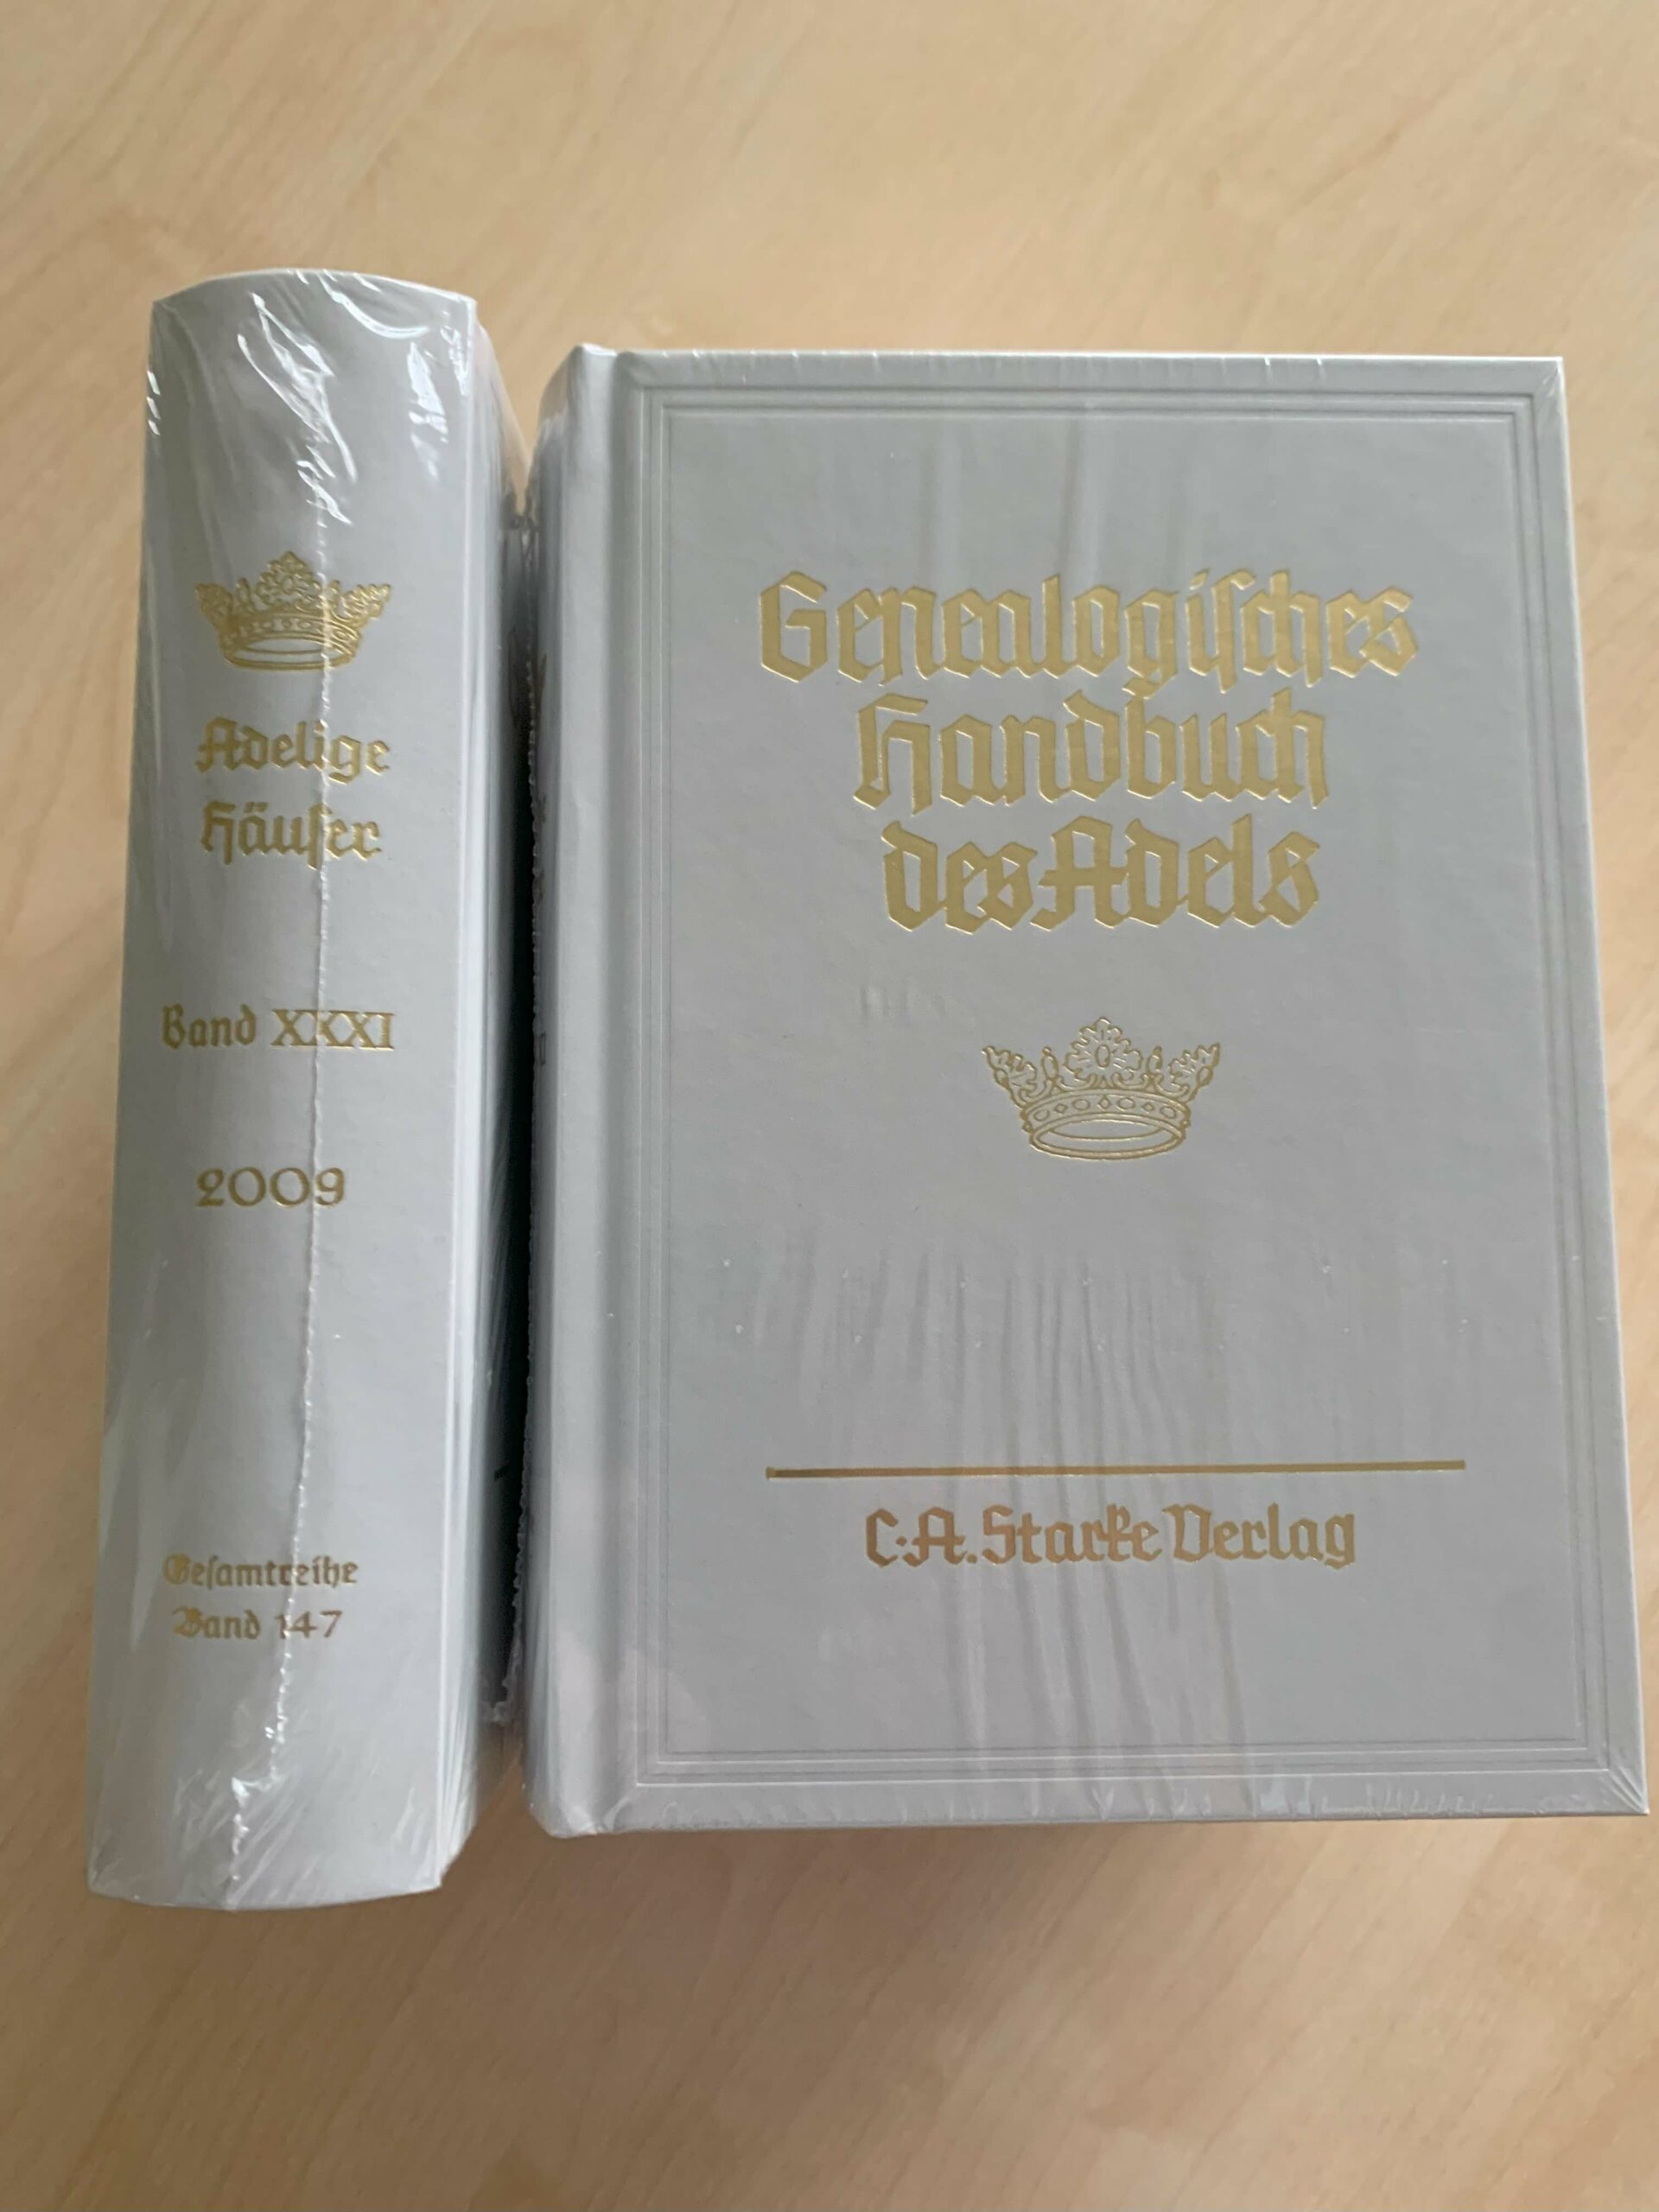 Adelige
Häuser
Band XXXI
2009
Gesamtreihe
Band 147
Genealogisches
Handbuch
des Adels
C.A. Starke Verlag